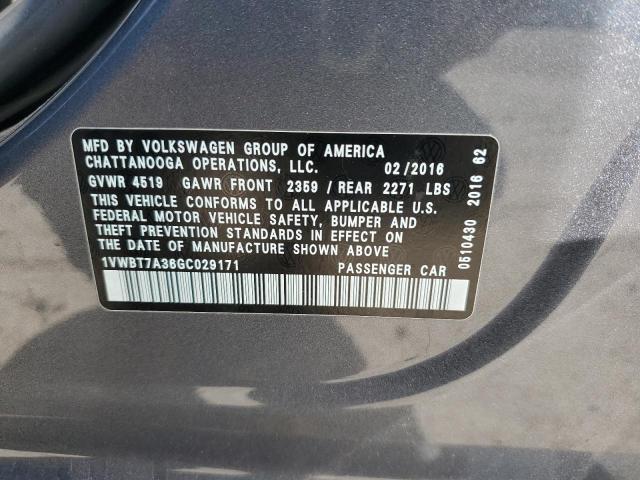 MFD BY VOLKSWAGEN GROUP OF AMERICA
CHATTANOOGA OPERATIONS, LLC. 02/2016
GVWR 4519 GAWR FRONT 2359 / REAR 2271 LBS
THIS VEHICLE CONFORMS TO ALL APPLICABLE U.S.
FEDERAL MOTOR VEHICLE SAFETY, BUMPER AND
THEFT PREVENTION STANDARDS IN EFFECT ON
THE DATE OF MANUFACTURE SHOWN ABOVE
1VWBT7A36GC029171 PASSENGER CAR
0510430 2016 62